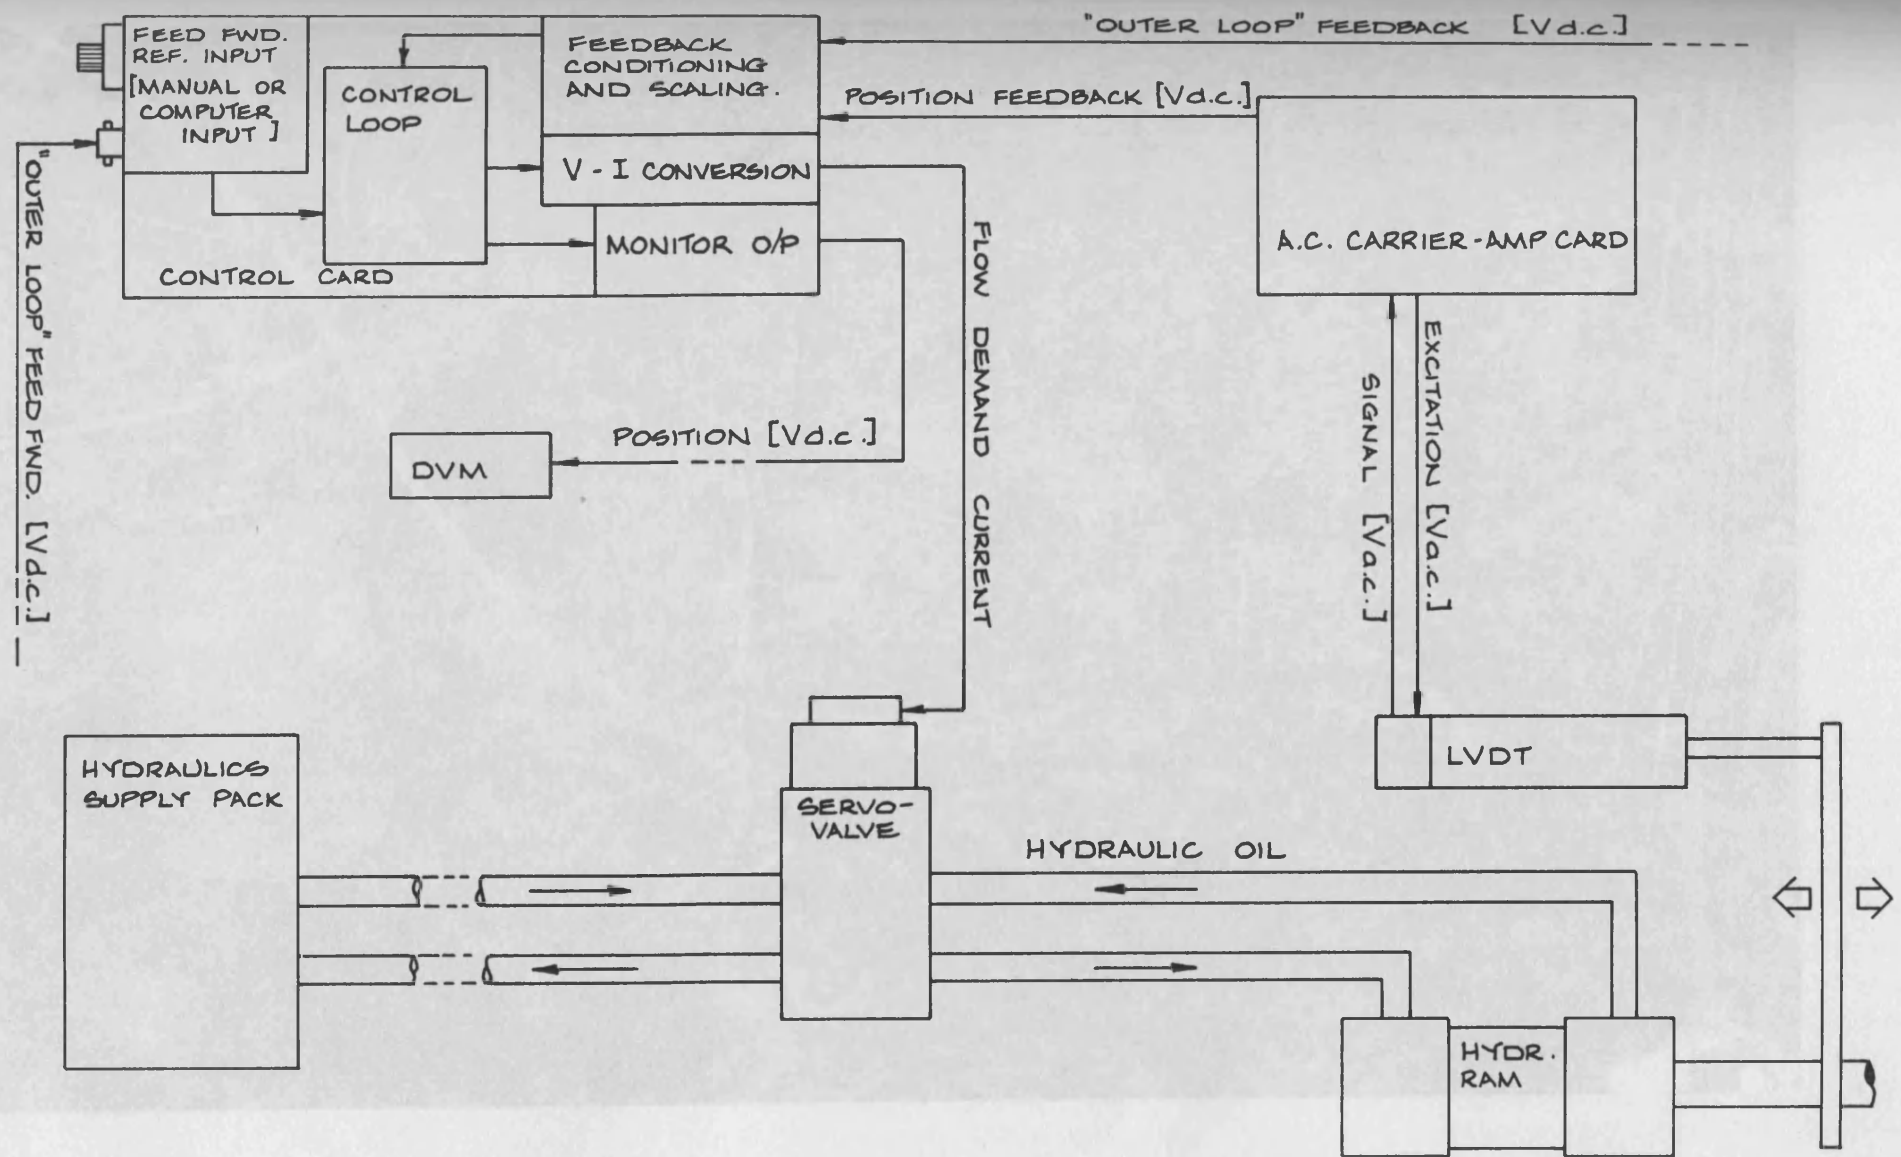 "OUTER LOOP" FEEDBACK [Vd.c.]
FEED FWD.
REF. INPUT
[MANUAL OR
COMPUTER
INPUT ]
CONTROL
LOOP
FEEDBACK
CONDITIONING
AND SCALING.
POSITION FEEDBACK [Vd.c.]
V - I CONVERSION
MONITOR O/P
CONTROL CARD
A.C. CARRIER-AMP CARD
"OUTER LOOP" FEED FWD. [Vd.c.]
FLOW DEMAND CURRENT
SIGNAL [Va.c.]
EXCITATION [Va.c.]
POSITION [Vd.c.]
DVM
HYDRAULICS
SUPPLY PACK
SERVO-
VALVE
LVDT
HYDRAULIC OIL
HYDR.
RAM